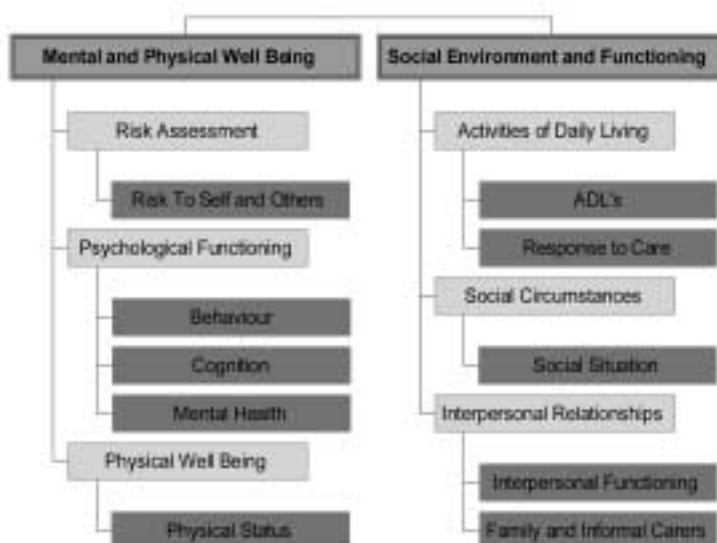 Mental and Physical Well Being
Risk Assessment
Risk To Self and Others
Psychological Functioning
Behaviour
Cognition
Mental Health
Physical Well Being
Physical Status
Social Environment and Functioning
Activities of Daily Living
ADL's
Response to Care
Social Circumstances
Social Situation
Interpersonal Relationships
Interpersonal Functioning
Family and Informal Carers